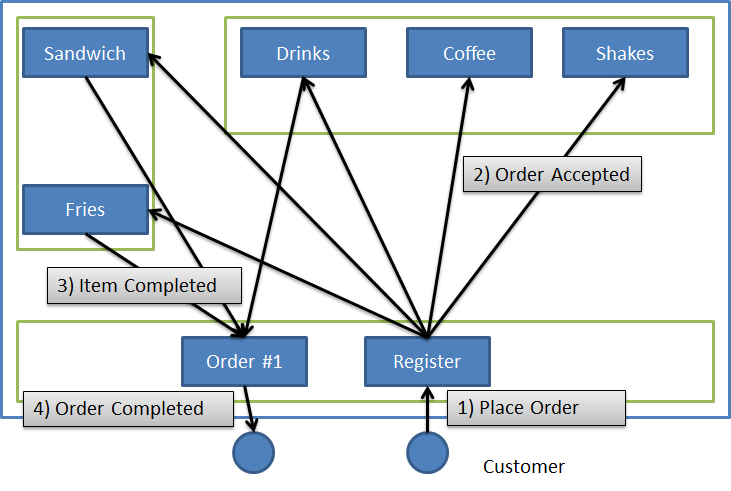 Sandwich
Drinks
Coffee
Shakes
2) Order Accepted
Fries
3) Item Completed
Order #1
Register
4) Order Completed
1) Place Order
Customer